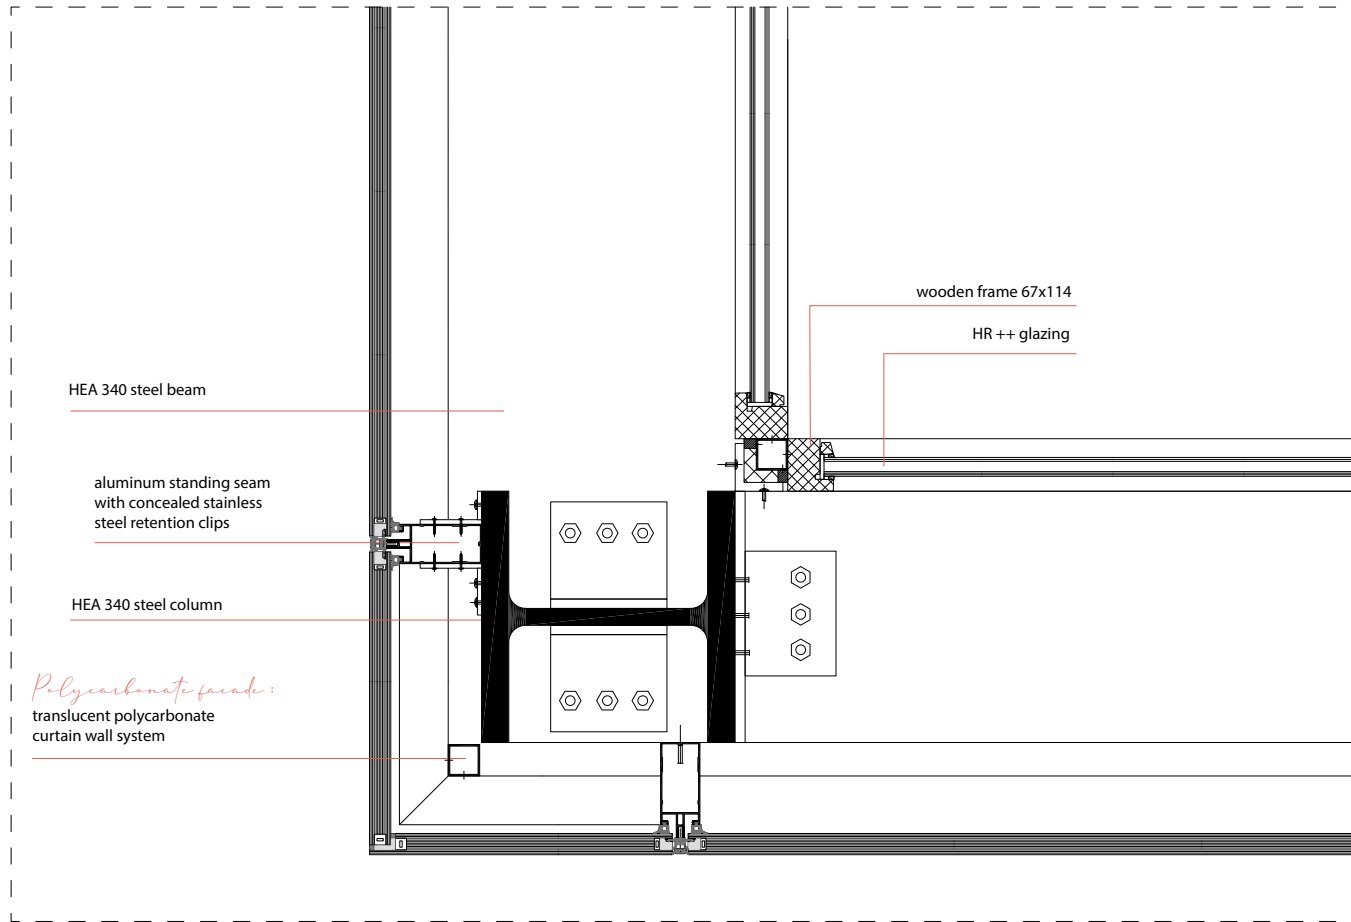 wooden frame 67x114
HR ++ glazing
HEA 340 steel beam
aluminum standing seam
with concealed stainless
steel retention clips
HEA 340 steel column
Polycarbonate facade :
translucent polycarbonate
curtain wall system